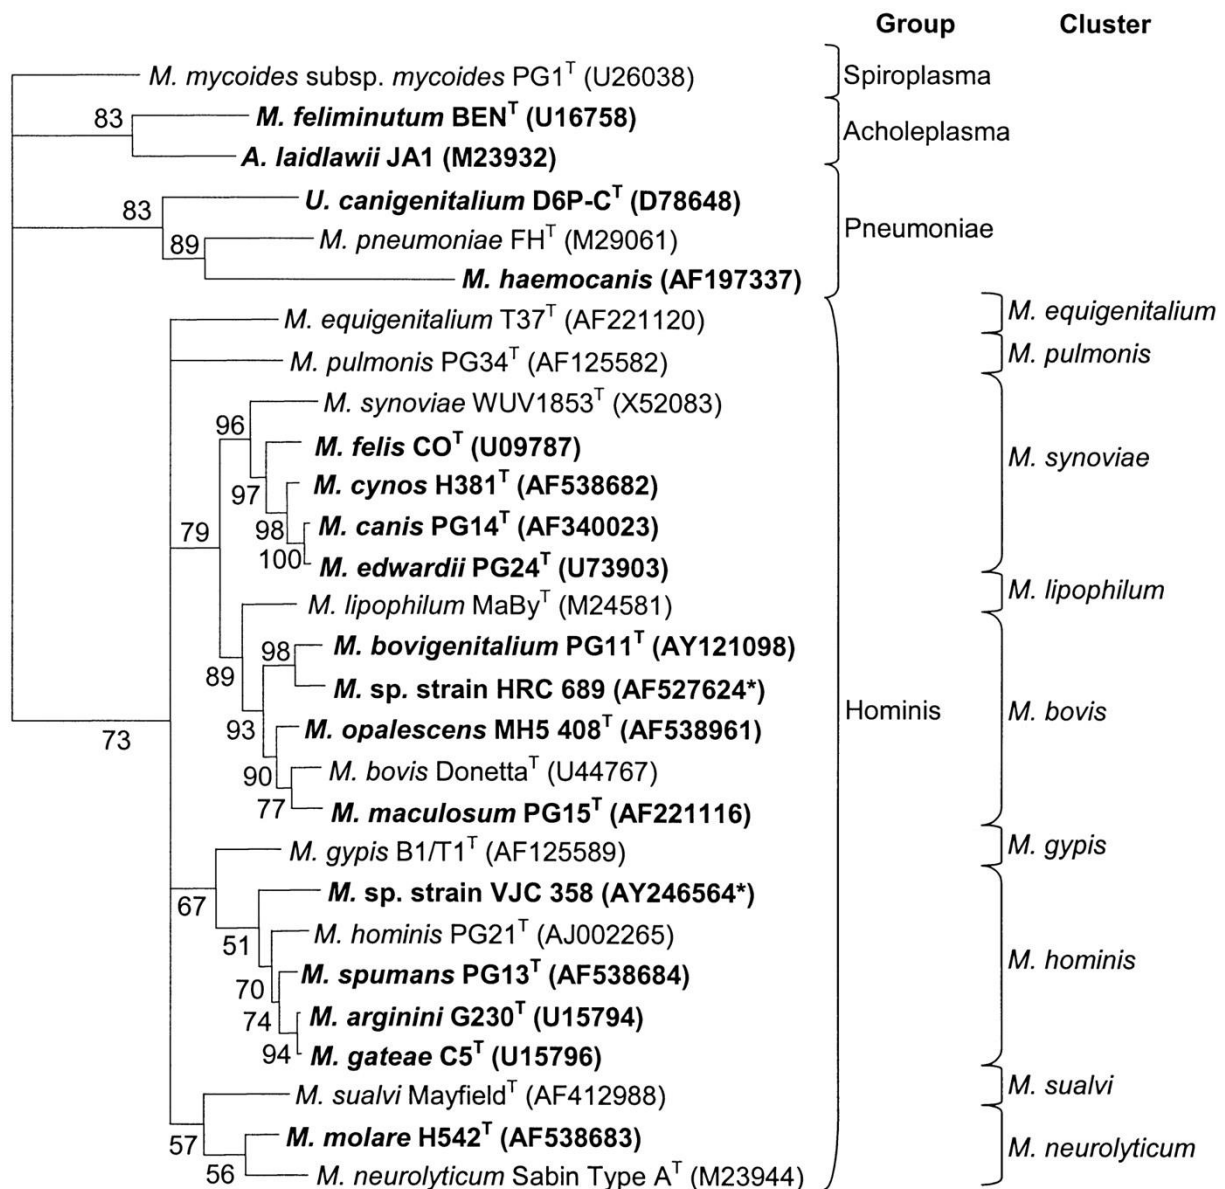 Group Cluster
M. mycoides subsp. mycoides PG1T (U26038) Spiroplasma
83 M. feliminutum BENT (U16758)
Acholeplasma
A. laidlawii JA1 (M23932)
83 U. canigenitalium D6P-CT (D78648)
Pneumoniae
89 M. pneumoniae FHT (M29061)
M. haemocanis (AF197337)
M. equigenitalium T37T (AF221120) M. equigenitalium
M. pulmonis PG34T (AF125582) M. pulmonis
M. synoviae WUV1853T (X52083)
96
M. felis COT (U09787)
M. synoviae
97 M. cynos H381T (AF538682)
79 98 M. canis PG14T (AF340023)
100 M. edwardii PG24T (U73903)
M. lipophilum MaByT (M24581) M. lipophilum
98 M. bovigenitalium PG11T (AY121098)
89 M. sp. strain HRC 689 (AF527624*)
Hominis M. bovis
93 M. opalescens MH5 408T (AF538961)
73
90 M. bovis DonettaT (U44767)
77 M. maculosum PG15T (AF221116)
M. gypis B1/T1T (AF125589) M. gypis
67 M. sp. strain VJC 358 (AY246564*)
51 M. hominis PG21T (AJ002265)
M. hominis
70 M. spumans PG13T (AF538684)
74 M. arginini G230T (U15794)
94 M. gateae C5T (U15796)
M. sualvi MayfieldT (AF412988) M. sualvi
57 M. molare H542T (AF538683)
M. neurolyticum
56 M. neurolyticum Sabin Type AT (M23944)